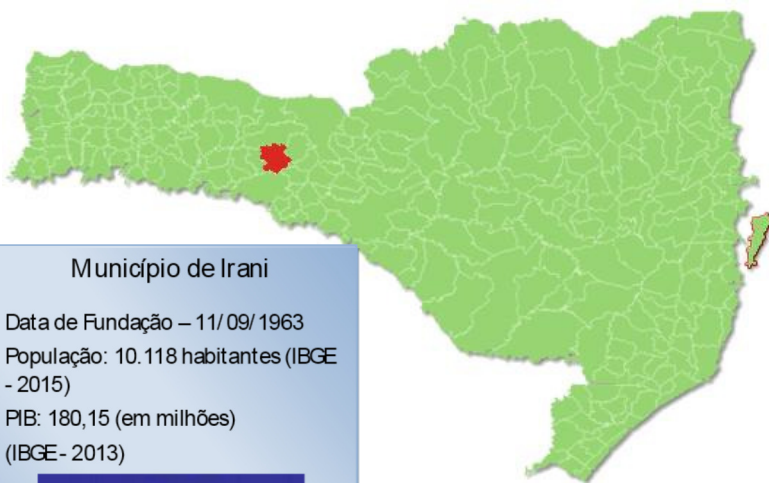 Município de Irani
Data de Fundação – 11/09/1963
População: 10.118 habitantes (IBGE
- 2015)
PIB: 180,15 (em milhões)
(IBGE- 2013)